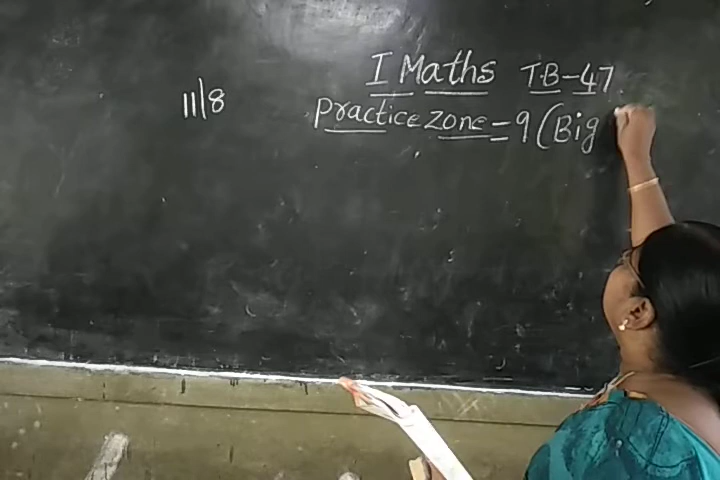 I Maths TB-47
11|8
Practice zone = 9 (Big